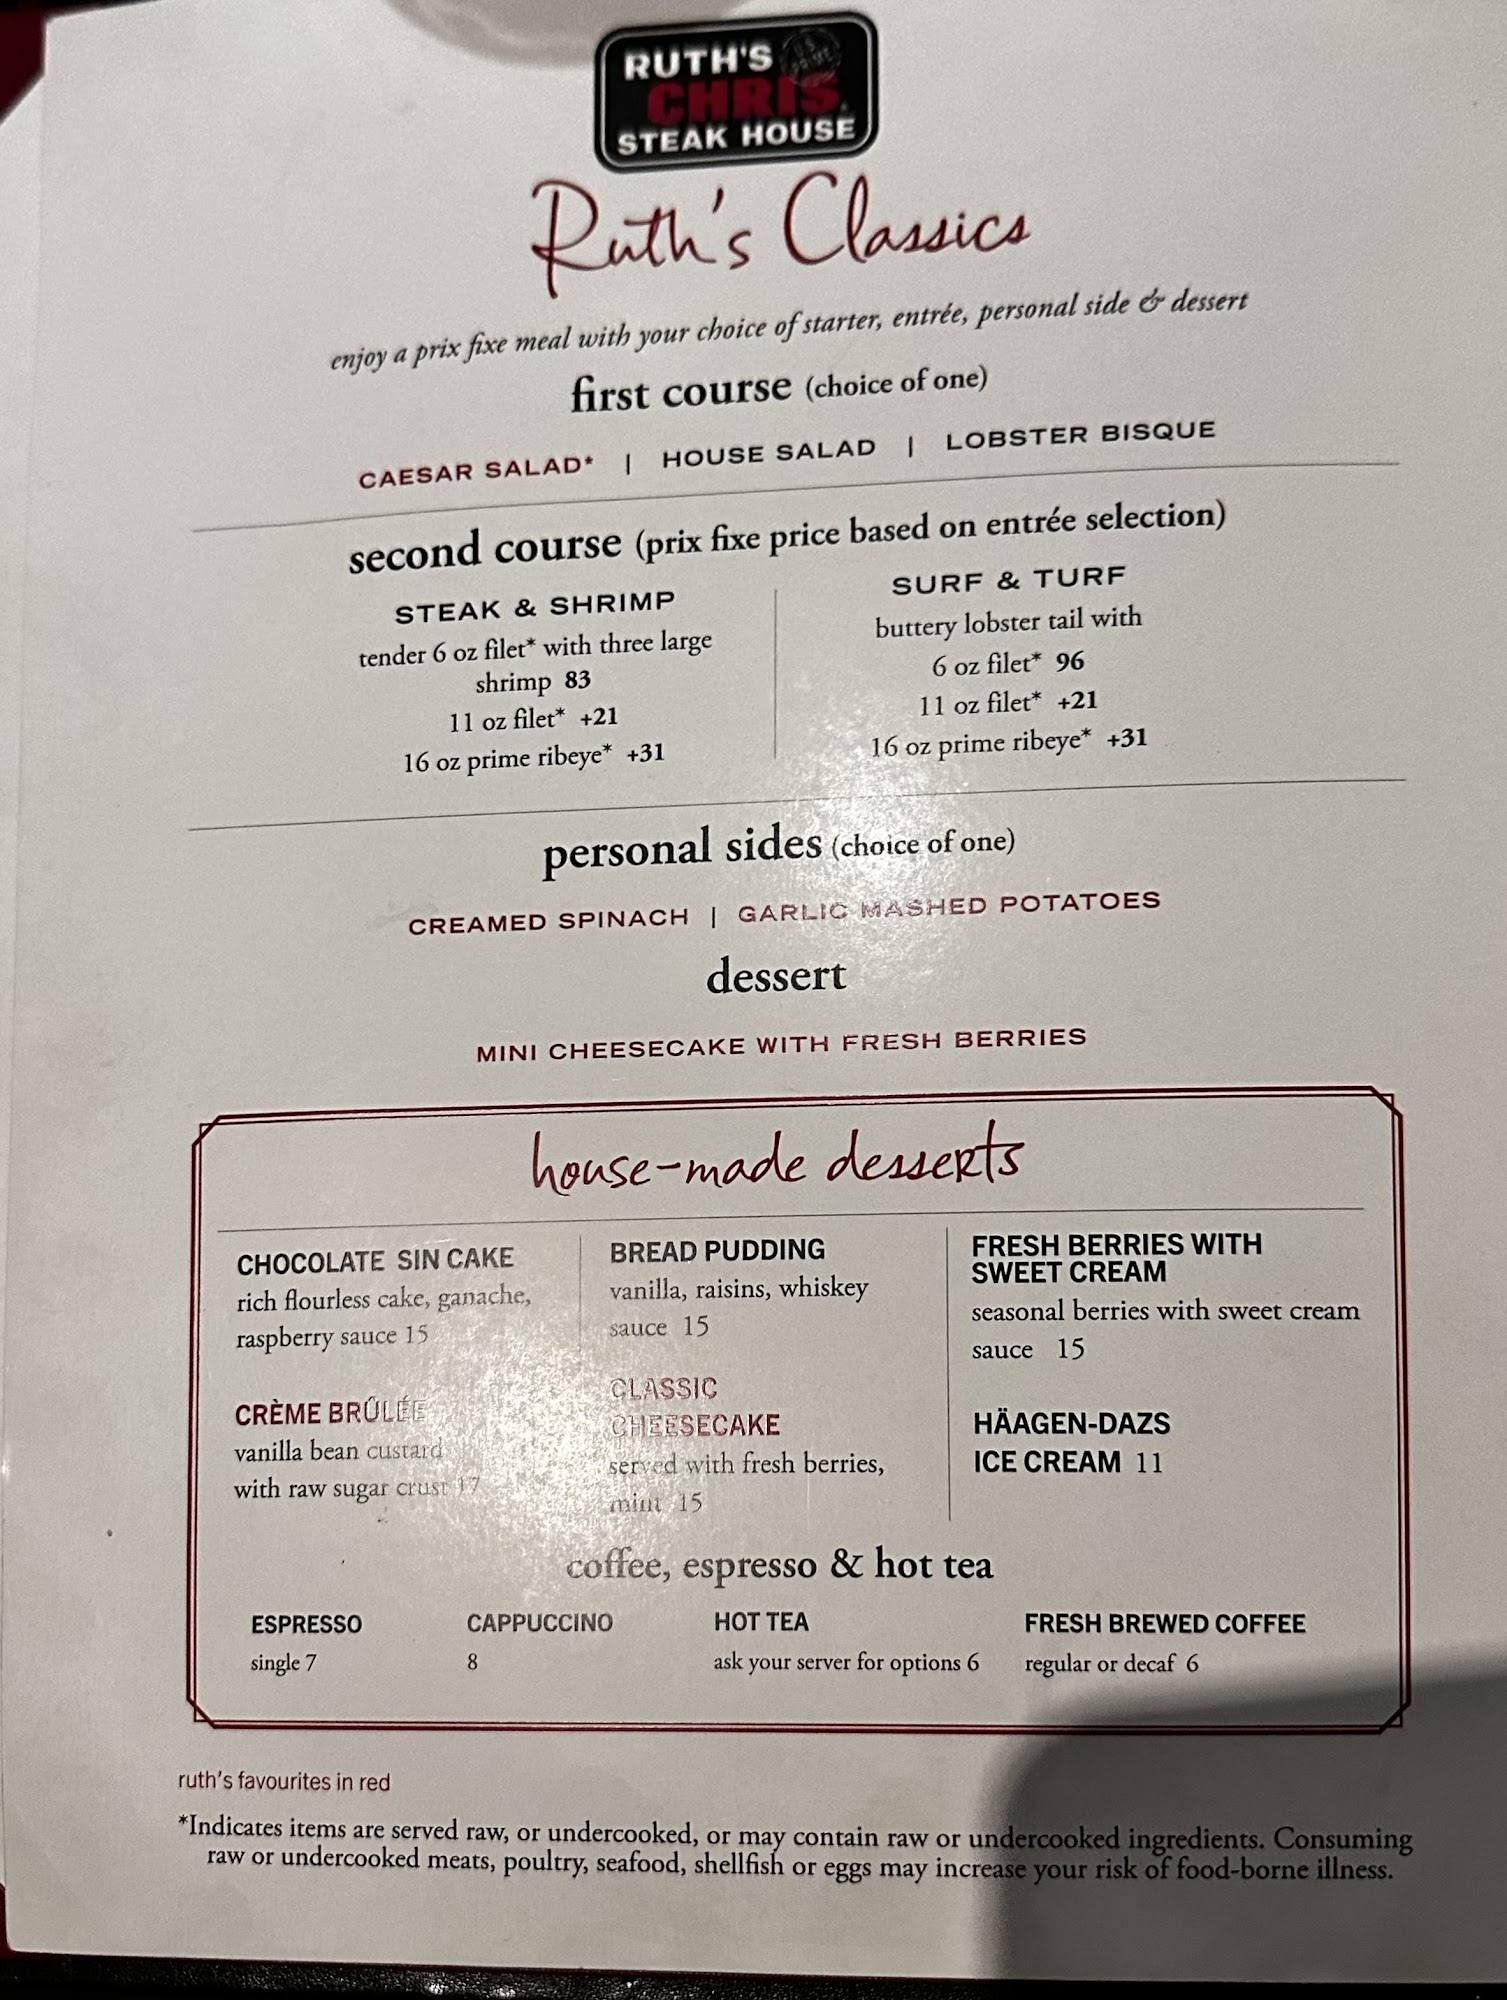 RUTH'S
CHRIS
STEAK HOUSE
U.S. PRIME
Ruth's Classics
enjoy a prix fixe meal with your choice of starter, entrée, personal side & dessert
first course (choice of one)
CAESAR SALAD* | HOUSE SALAD | LOBSTER BISQUE
second course (prix fixe price based on entrée selection)
STEAK & SHRIMP
tender 6 oz filet* with three large
shrimp 83
11 oz filet* +21
16 oz prime ribeye* +31
SURF & TURF
buttery lobster tail with
6 oz filet* 96
11 oz filet* +21
16 oz prime ribeye* +31
personal sides (choice of one)
CREAMED SPINACH | GARLIC MASHED POTATOES
dessert
MINI CHEESECAKE WITH FRESH BERRIES
house-made desserts
CHOCOLATE SIN CAKE
rich flourless cake, ganache,
raspberry sauce 15
CRÈME BRÛLÉE
vanilla bean custard
with raw sugar crust 17
BREAD PUDDING
vanilla, raisins, whiskey
sauce 15
CLASSIC
CHEESECAKE
served with fresh berries,
mint 15
FRESH BERRIES WITH
SWEET CREAM
seasonal berries with sweet cream
sauce 15
HÄAGEN-DAZS
ICE CREAM 11
coffee, espresso & hot tea
ESPRESSO
single 7
CAPPUCCINO
8
HOT TEA
ask your server for options 6
FRESH BREWED COFFEE
regular or decaf 6
ruth's favourites in red
*Indicates items are served raw, or undercooked, or may contain raw or undercooked ingredients. Consuming
raw or undercooked meats, poultry, seafood, shellfish or eggs may increase your risk of food-borne illness.